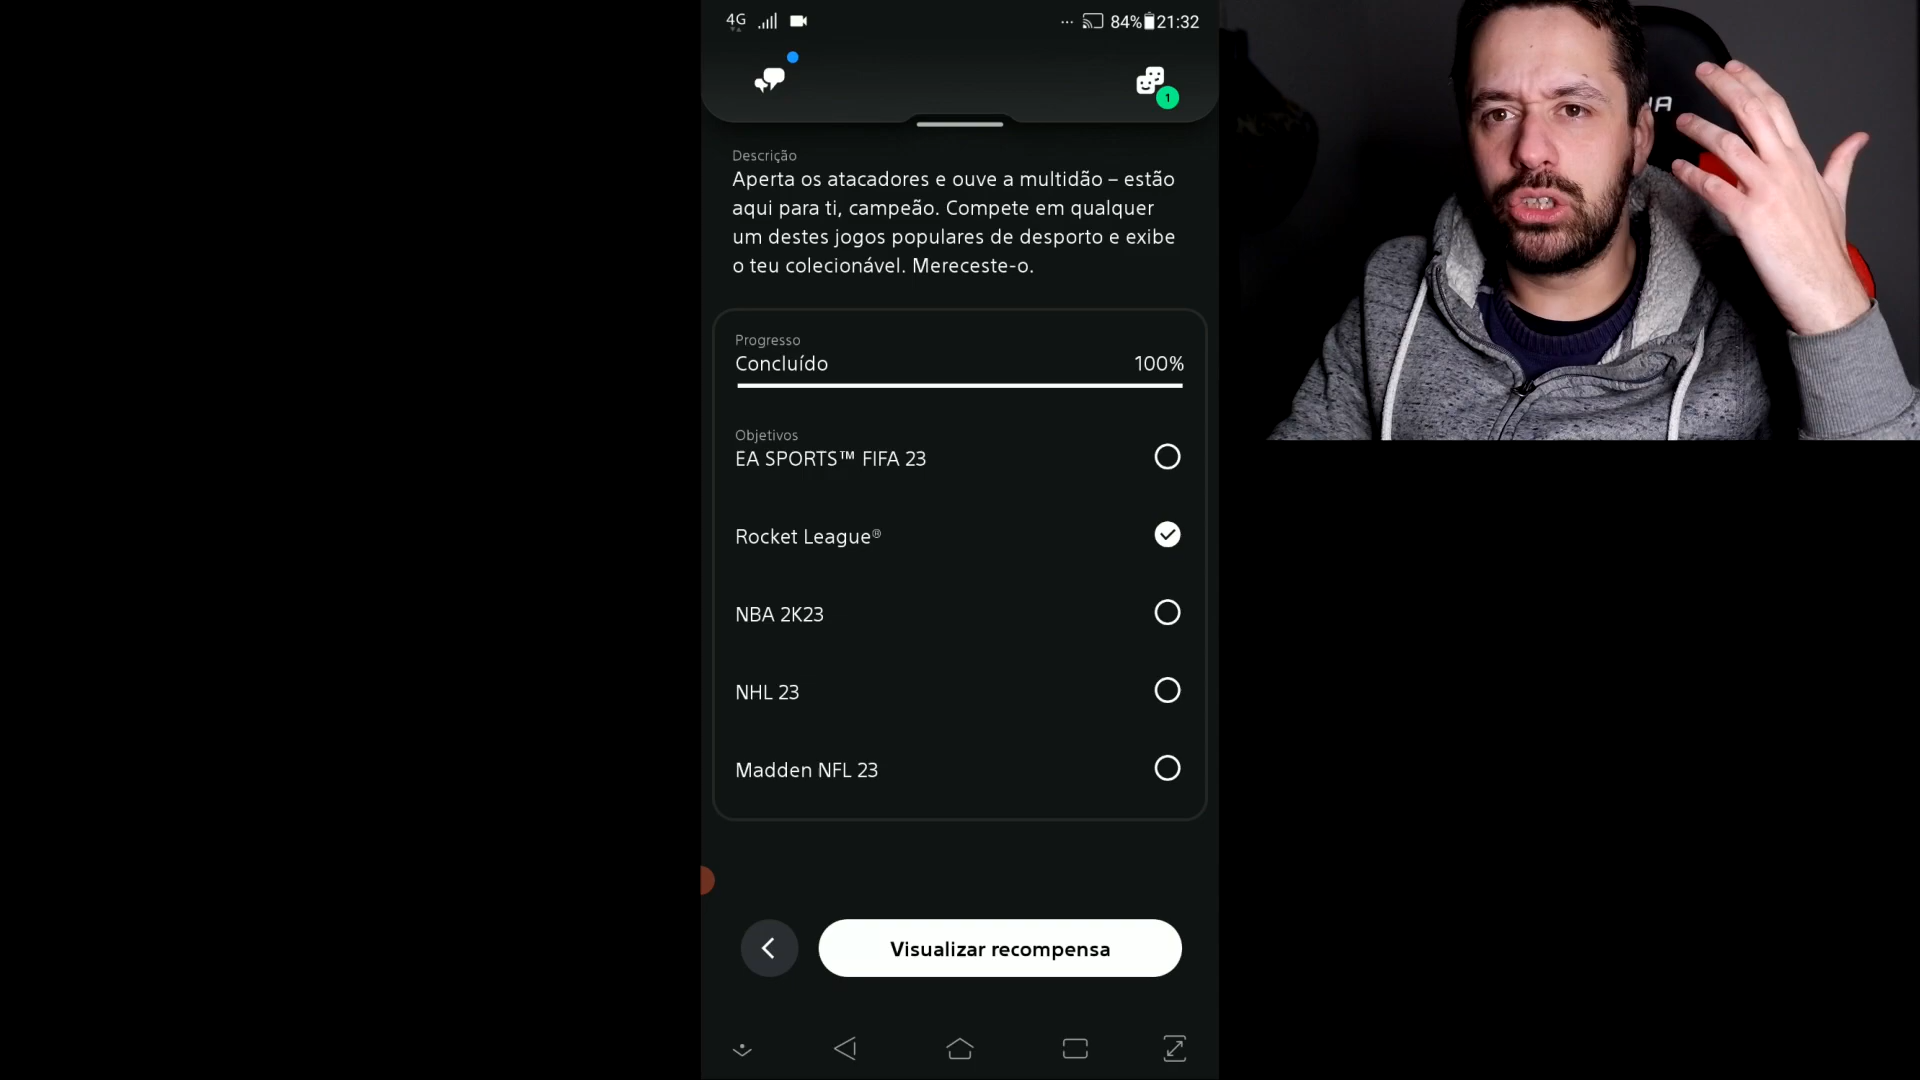 4G
84% 21:32
1
Descrição
Aperta os atacadores e ouve a multidão – estão
aqui para ti, campeão. Compete em qualquer
um destes jogos populares de desporto e exibe
o teu colecionável. Mereceste-o.
Progresso
Concluído 100%
Objetivos
EA SPORTS™ FIFA 23
Rocket League®
NBA 2K23
NHL 23
Madden NFL 23
Visualizar recompensa